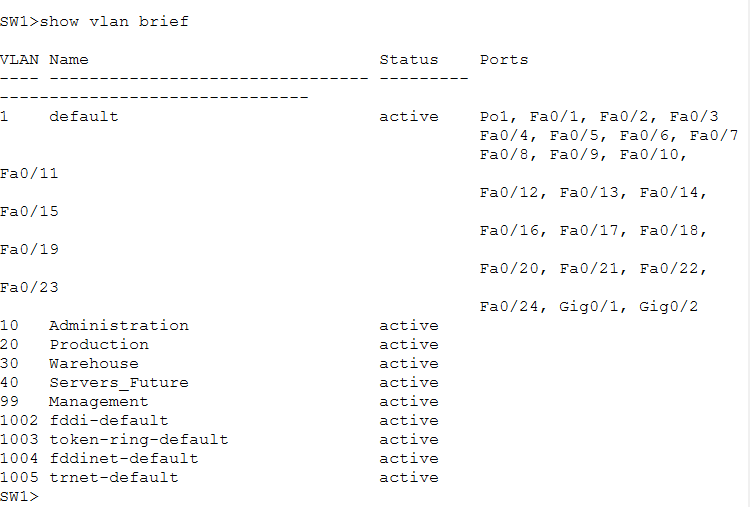 SW1>show vlan brief
VLAN Name Status Ports
---- -------------------------------- ---------
-------------------------------
1 default active Po1, Fa0/1, Fa0/2, Fa0/3
Fa0/4, Fa0/5, Fa0/6, Fa0/7
Fa0/8, Fa0/9, Fa0/10,
Fa0/11
Fa0/12, Fa0/13, Fa0/14,
Fa0/15
Fa0/16, Fa0/17, Fa0/18,
Fa0/19
Fa0/20, Fa0/21, Fa0/22,
Fa0/23
Fa0/24, Gig0/1, Gig0/2
10 Administration active
20 Production active
30 Warehouse active
40 Servers_Future active
99 Management active
1002 fddi-default active
1003 token-ring-default active
1004 fddinet-default active
1005 trnet-default active
SW1>